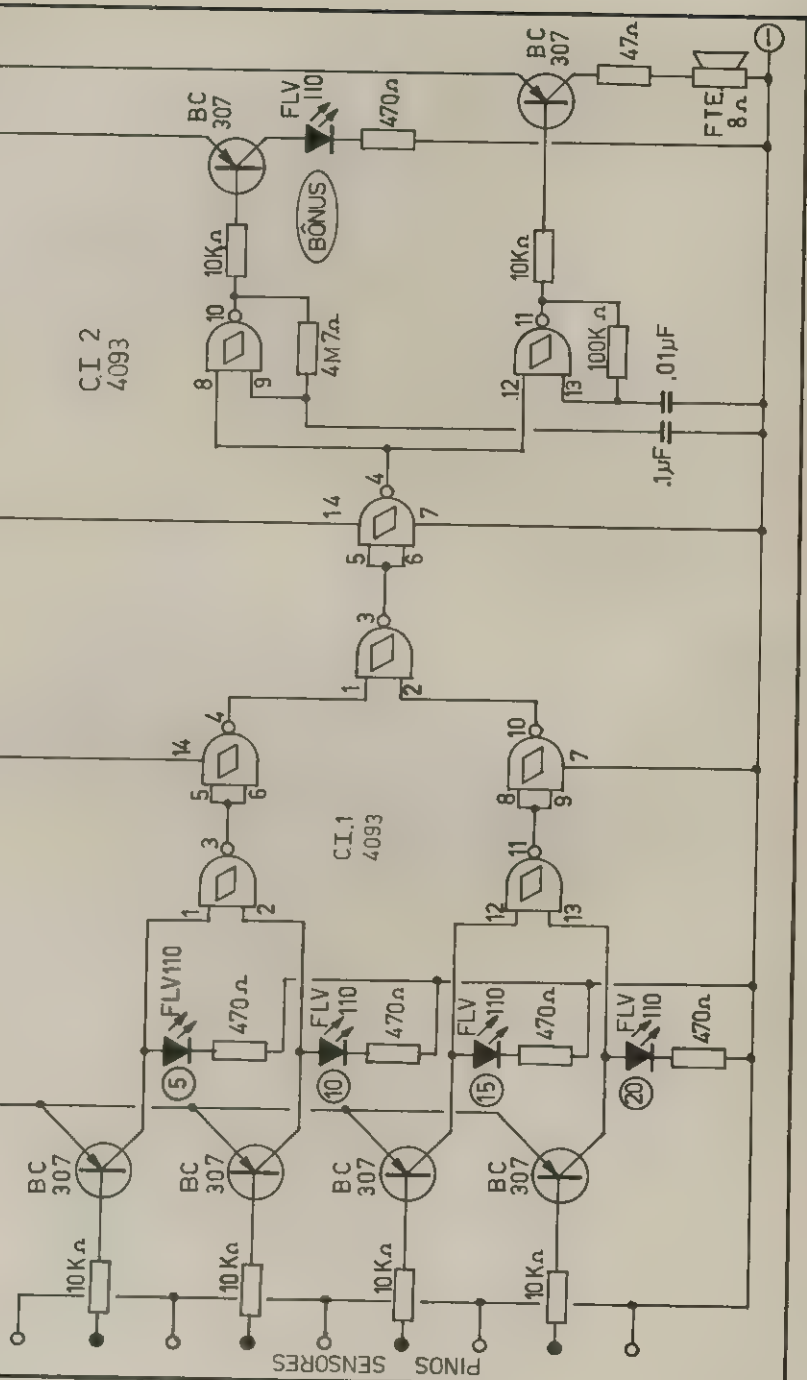 C.I 2
4093
BC
307
FLV
110
470Ω
BÔNUS
10KΩ
10
8
9
4M7Ω
BC
307
47Ω
FTE.
8Ω
10KΩ
11
12
13
100KΩ
.01µF
.1µF
14
4
5
6
7
3
1
2
C.I.1
4093
14
4
5
6
3
1
2
10
8
9
7
11
12
13
FLV110
470Ω
5
FLV
110
470Ω
10
FLV
110
470Ω
15
FLV
110
470Ω
20
BC
307
10KΩ
BC
307
10KΩ
BC
307
10KΩ
BC
307
10KΩ
PINOS
SENSORES